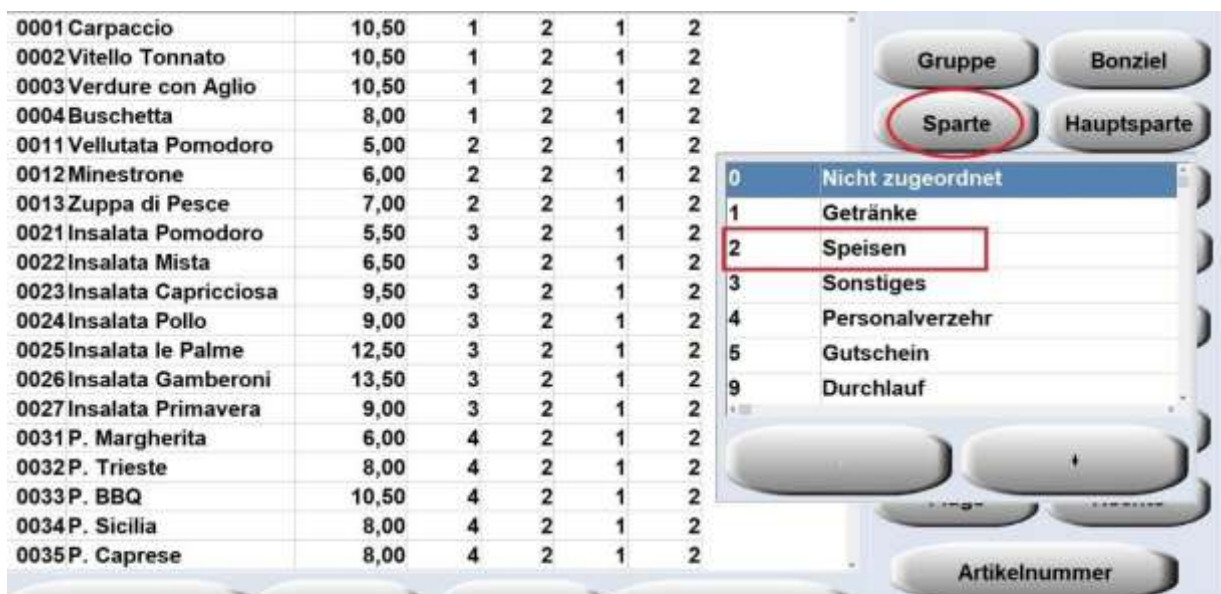 0001 Carpaccio 10,50 1 2 1 2
0002 Vitello Tonnato 10,50 1 2 1 2
0003 Verdure con Aglio 10,50 1 2 1 2
0004 Buschetta 8,00 1 2 1 2
0011 Vellutata Pomodoro 5,00 2 2 1 2
0012 Minestrone 6,00 2 2 1 2
0013 Zuppa di Pesce 7,00 2 2 1 2
0021 Insalata Pomodoro 5,50 3 2 1 2
0022 Insalata Mista 6,50 3 2 1 2
0023 Insalata Capricciosa 9,50 3 2 1 2
0024 Insalata Pollo 9,00 3 2 1 2
0025 Insalata le Palme 12,50 3 2 1 2
0026 Insalata Gamberoni 13,50 3 2 1 2
0027 Insalata Primavera 9,00 3 2 1 2
0031 P. Margherita 6,00 4 2 1 2
0032 P. Trieste 8,00 4 2 1 2
0033 P. BBQ 10,50 4 2 1 2
0034 P. Sicilia 8,00 4 2 1 2
0035 P. Caprese 8,00 4 2 1 2
Gruppe Bonziel
Sparte Hauptsparte
0 Nicht zugeordnet
1 Getränke
2 Speisen
3 Sonstiges
4 Personalverzehr
5 Gutschein
9 Durchlauf
Artikelnummer